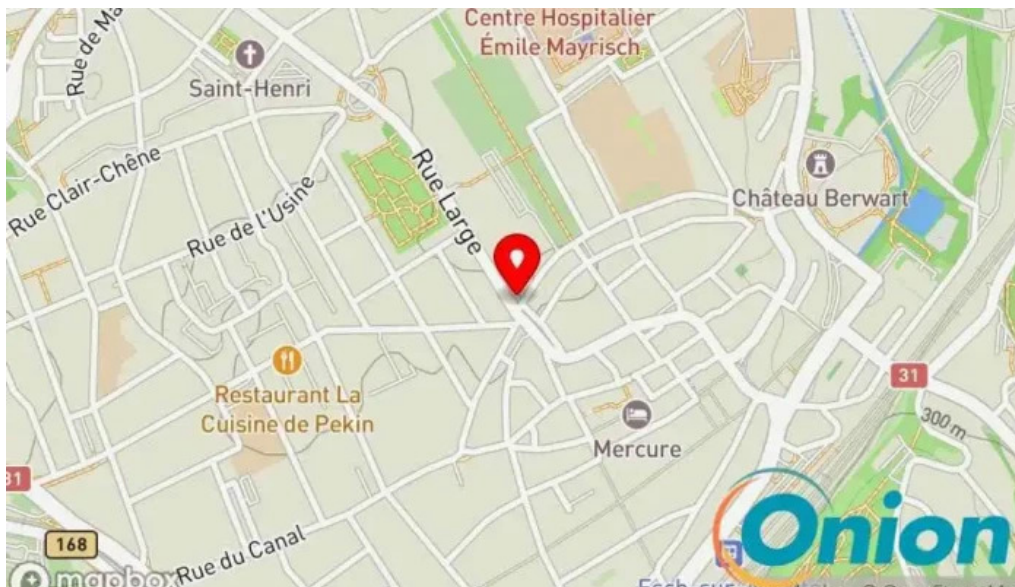 Centre Hospitalier
Émile Mayrisch
Rue de Ma
Saint-Henri
Rue Clair-Chêne
Rue Large
Château Berwart
Rue de l'Usine
31
Restaurant La
Cuisine de Pekin
300 m
Mercure
31
Onion
168
Rue du Canal
mapbox